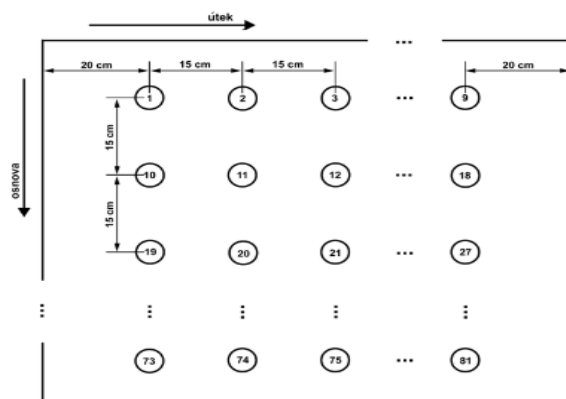 útek
...
20 cm 15 cm 15 cm 20 cm
1 2 3 ... 9
15 cm
osnova
10 11 12 ... 18
15 cm
19 20 21 ... 27
73 74 75 ... 81